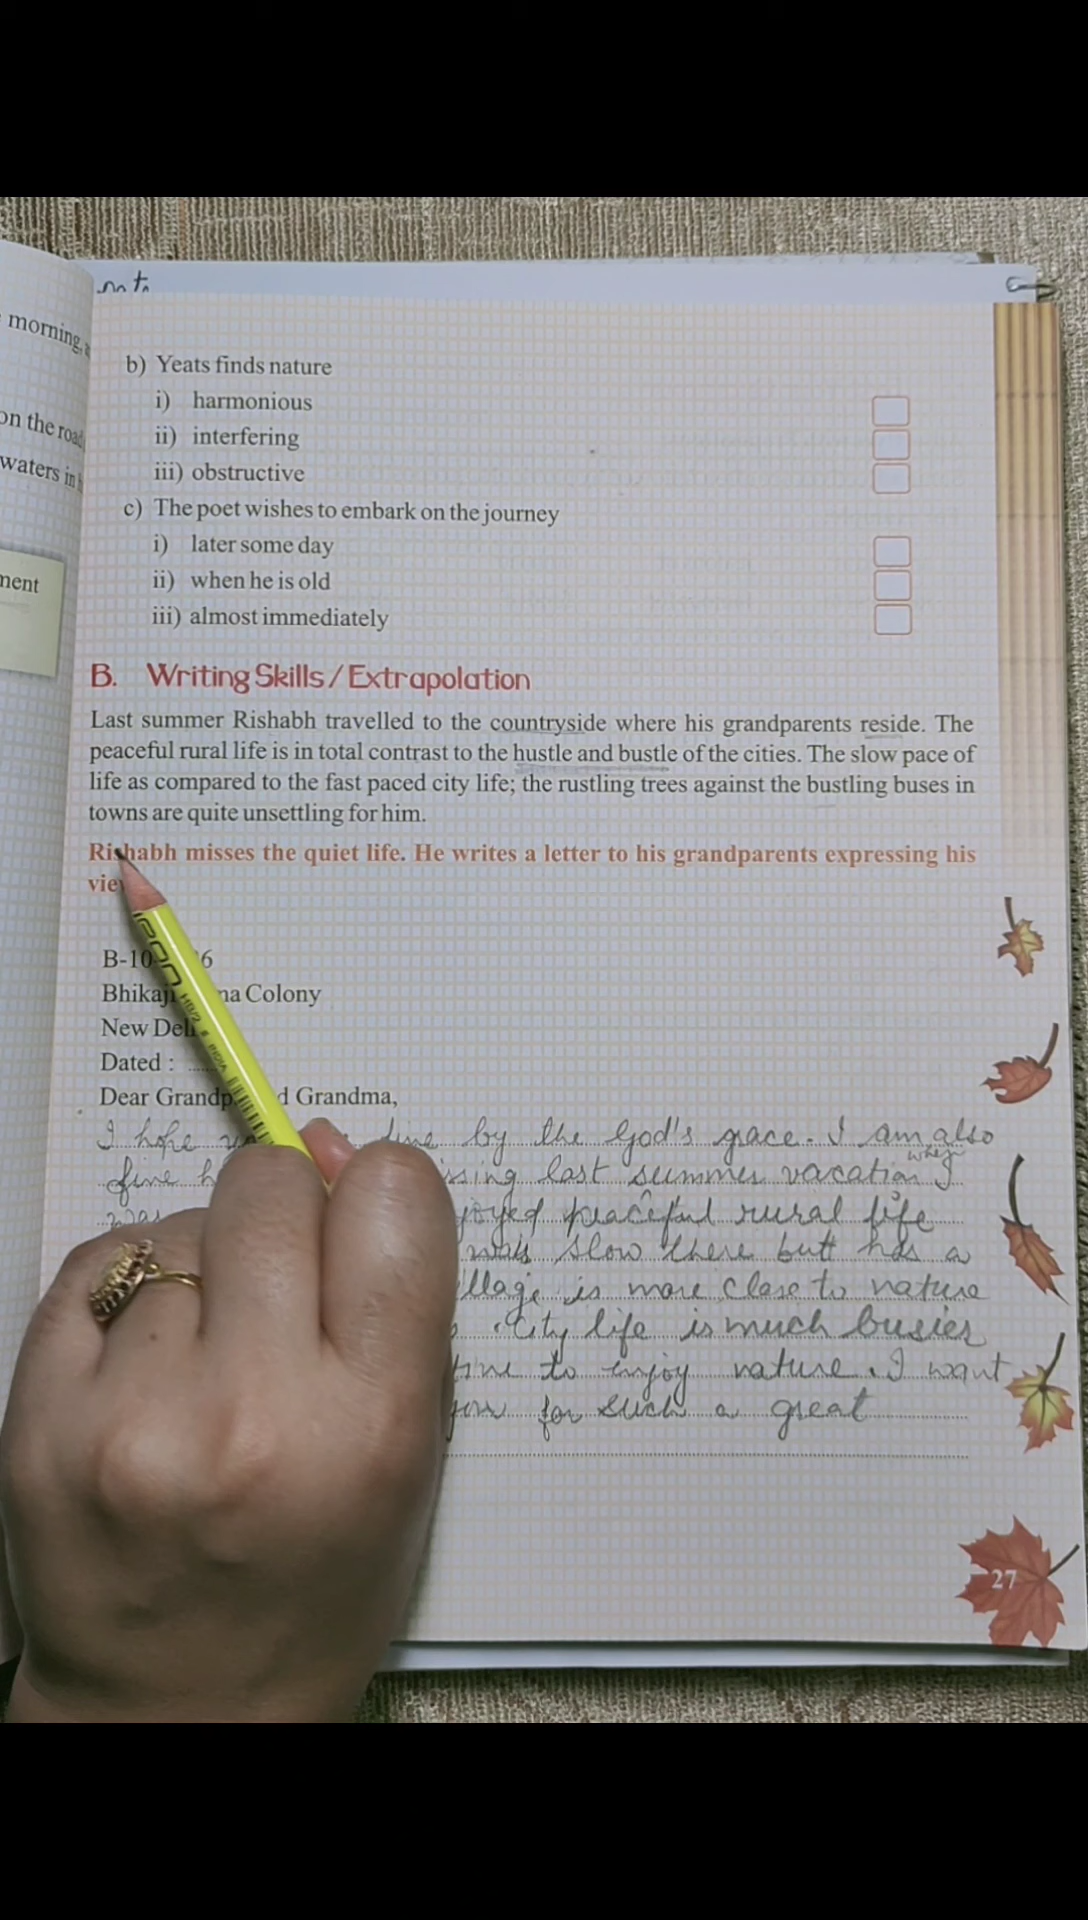 morning,
on the road
waters in
ment
b) Yeats finds nature
i) harmonious
ii) interfering
iii) obstructive
c) The poet wishes to embark on the journey
i) later some day
ii) when he is old
iii) almost immediately
B. Writing Skills / Extrapolation
Last summer Rishabh travelled to the countryside where his grandparents reside. The
peaceful rural life is in total contrast to the hustle and bustle of the cities. The slow pace of
life as compared to the fast paced city life; the rustling trees against the bustling buses in
towns are quite unsettling for him.
Rishabh misses the quiet life. He writes a letter to his grandparents expressing his
B-10 6
Colony
New
Dated :
Dear Grandma,
I hope fine by the God's grace. I am also
fine last summer vacation when I
was peaceful rural life
was slow there but has a
is more close to nature
City life is much busier
to enjoy nature. I want
for such a great
27
HB/2 INDIA